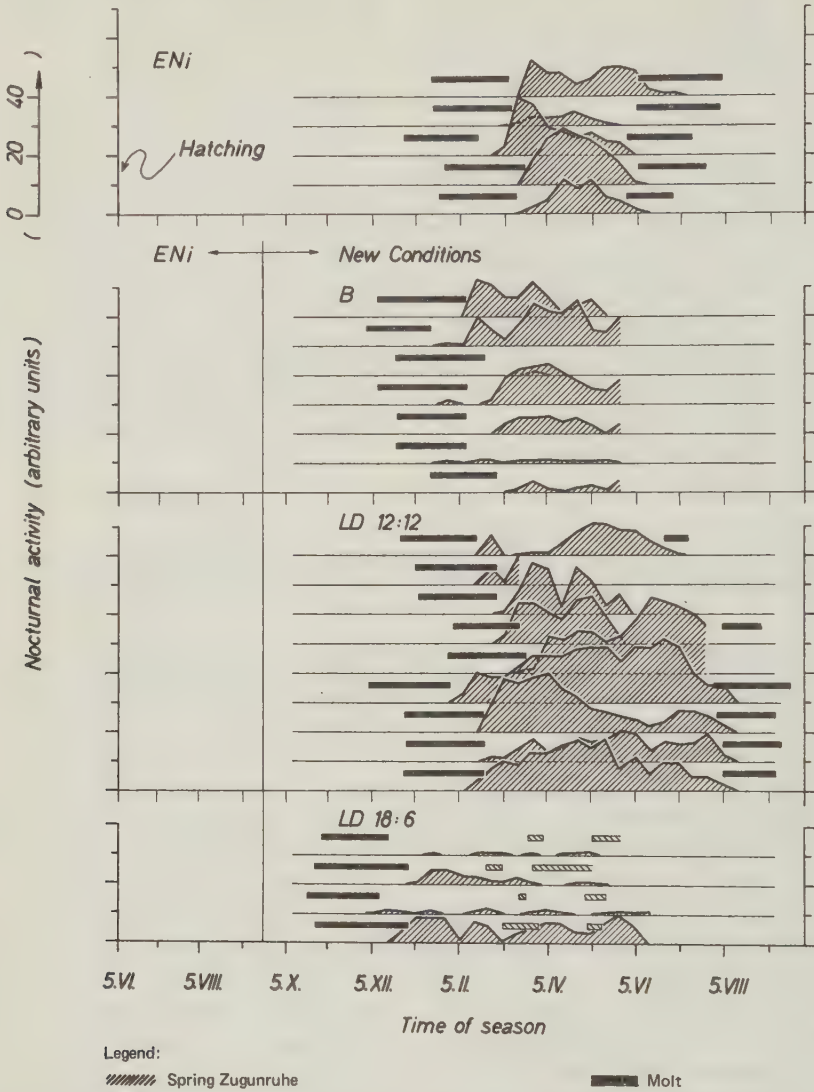 ENi
( 0 20 40 )
Hatching
ENi
New Conditions
B
Nocturnal activity (arbitrary units)
LD 12:12
LD 18:6
5.VI. 5.VIII. 5.X. 5.XII. 5.II. 5.IV. 5.VI 5.VIII
Time of season
Legend:
Spring Zugunruhe
Molt